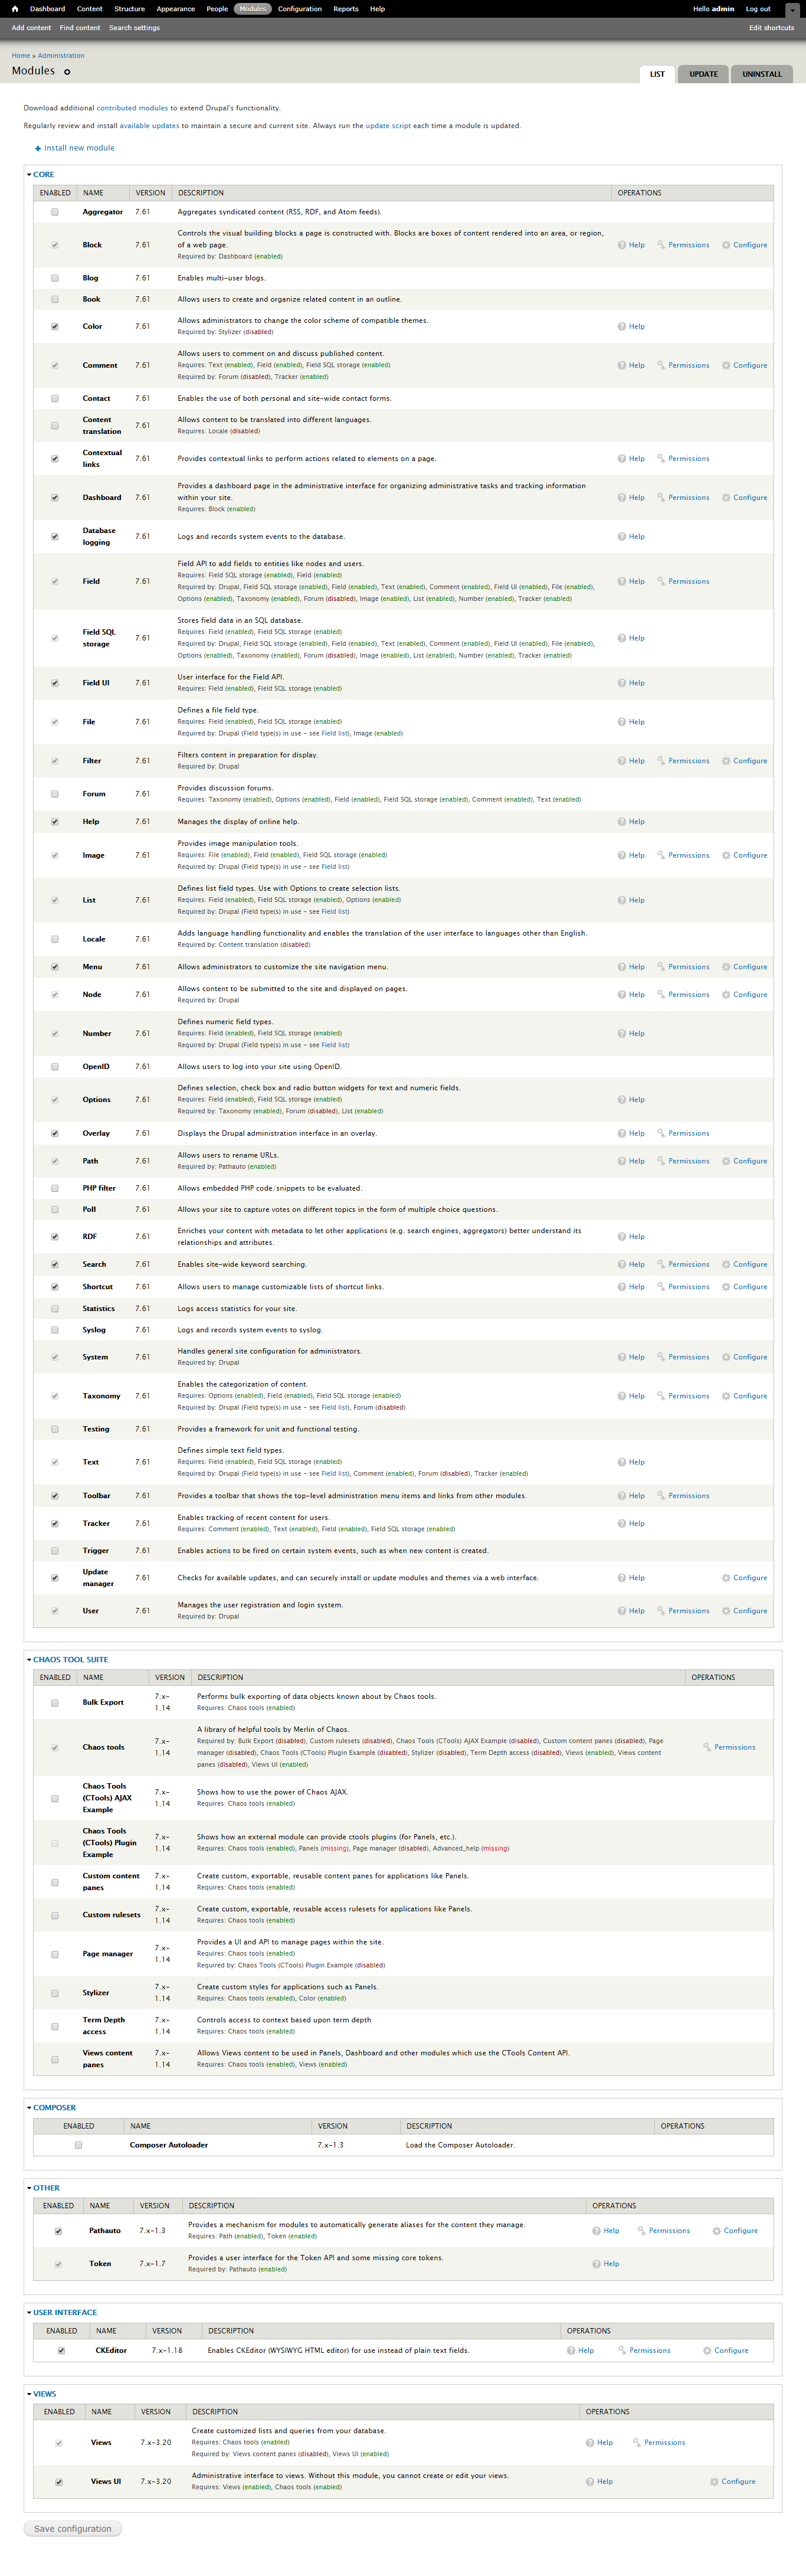 Dashboard Content Structure Appearance People Modules Configuration Reports Help Hello admin Log out
Add content Find content Search settings Edit shortcuts
Home » Administration
Modules
LIST UPDATE UNINSTALL
Download additional contributed modules to extend Drupal's functionality.
Regularly review and install available updates to maintain a secure and current site. Always run the update script each time a module is updated.
Install new module
CORE
ENABLED NAME VERSION DESCRIPTION OPERATIONS
Aggregator 7.61 Aggregates syndicated content (RSS, RDF, and Atom feeds).
Controls the visual building blocks a page is constructed with. Blocks are boxes of content rendered into an area, or region,
Block 7.61 of a web page. Help Permissions Configure
Required by: Dashboard (enabled)
Blog 7.61 Enables multi-user blogs.
Book 7.61 Allows users to create and organize related content in an outline.
Allows administrators to change the color scheme of compatible themes.
Color 7.61 Help
Required by: Stylizer (disabled)
Allows users to comment on and discuss published content.
Comment 7.61 Requires: Text (enabled), Field (enabled), Field SQL storage (enabled) Help Permissions Configure
Required by: Forum (disabled), Tracker (enabled)
Contact 7.61 Enables the use of both personal and site-wide contact forms.
Content Allows content to be translated into different languages.
translation 7.61 Requires: Locale (disabled)
Contextual
links 7.61 Provides contextual links to perform actions related to elements on a page. Help Permissions
Provides a dashboard page in the administrative interface for organizing administrative tasks and tracking information
Dashboard 7.61 within your site. Help Permissions Configure
Requires: Block (enabled)
Database
logging 7.61 Logs and records system events to the database. Help
Field API to add fields to entities like nodes and users.
Requires: Field SQL storage (enabled), Field (enabled)
Field 7.61 Help Permissions
Required by: Drupal, Field SQL storage (enabled), Field (enabled), Text (enabled), Comment (enabled), Field UI (enabled), File (enabled),
Options (enabled), Taxonomy (enabled), Forum (disabled), Image (enabled), List (enabled), Number (enabled), Tracker (enabled)
Stores field data in an SQL database.
Field SQL Requires: Field (enabled), Field SQL storage (enabled)
storage 7.61 Help
Required by: Drupal, Field SQL storage (enabled), Field (enabled), Text (enabled), Comment (enabled), Field UI (enabled), File (enabled),
Options (enabled), Taxonomy (enabled), Forum (disabled), Image (enabled), List (enabled), Number (enabled), Tracker (enabled)
User interface for the Field API.
Field UI 7.61 Help
Requires: Field (enabled), Field SQL storage (enabled)
Defines a file field type.
File 7.61 Requires: Field (enabled), Field SQL storage (enabled) Help
Required by: Drupal (Field type(s) in use - see Field list), Image (enabled)
Filters content in preparation for display.
Filter 7.61 Help Permissions Configure
Required by: Drupal
Provides discussion forums.
Forum 7.61
Requires: Taxonomy (enabled), Options (enabled), Field (enabled), Field SQL storage (enabled), Comment (enabled), Text (enabled)
Help 7.61 Manages the display of online help. Help
Provides image manipulation tools.
Image 7.61 Requires: File (enabled), Field (enabled), Field SQL storage (enabled) Help Permissions Configure
Required by: Drupal (Field type(s) in use - see Field list)
Defines list field types. Use with Options to create selection lists.
List 7.61 Requires: Field (enabled), Field SQL storage (enabled), Options (enabled) Help
Required by: Drupal (Field type(s) in use - see Field list)
Adds language handling functionality and enables the translation of the user interface to languages other than English.
Locale 7.61
Required by: Content translation (disabled)
Menu 7.61 Allows administrators to customize the site navigation menu. Help Permissions Configure
Allows content to be submitted to the site and displayed on pages.
Node 7.61 Help Permissions Configure
Required by: Drupal
Defines numeric field types.
Number 7.61 Requires: Field (enabled), Field SQL storage (enabled) Help
Required by: Drupal (Field type(s) in use - see Field list)
OpenID 7.61 Allows users to log into your site using OpenID.
Defines selection, check box and radio button widgets for text and numeric fields.
Options 7.61 Requires: Field (enabled), Field SQL storage (enabled) Help
Required by: Taxonomy (enabled), Forum (disabled), List (enabled)
Overlay 7.61 Displays the Drupal administration interface in an overlay. Help Permissions
Allows users to rename URLs.
Path 7.61 Help Permissions Configure
Required by: Pathauto (enabled)
PHP filter 7.61 Allows embedded PHP code/snippets to be evaluated.
Poll 7.61 Allows your site to capture votes on different topics in the form of multiple choice questions.
Enriches your content with metadata to let other applications (e.g. search engines, aggregators) better understand its
RDF 7.61 Help
relationships and attributes.
Search 7.61 Enables site-wide keyword searching. Help Permissions Configure
Shortcut 7.61 Allows users to manage customizable lists of shortcut links. Help Permissions Configure
Statistics 7.61 Logs access statistics for your site.
Syslog 7.61 Logs and records system events to syslog.
Handles general site configuration for administrators.
System 7.61 Help Permissions Configure
Required by: Drupal
Enables the categorization of content.
Taxonomy 7.61 Requires: Options (enabled), Field (enabled), Field SQL storage (enabled) Help Permissions Configure
Required by: Drupal (Field type(s) in use - see Field list), Forum (disabled)
Testing 7.61 Provides a framework for unit and functional testing.
Defines simple text field types.
Text 7.61 Requires: Field (enabled), Field SQL storage (enabled) Help
Required by: Drupal (Field type(s) in use - see Field list), Comment (enabled), Forum (disabled), Tracker (enabled)
Toolbar 7.61 Provides a toolbar that shows the top-level administration menu items and links from other modules. Help Permissions
Enables tracking of recent content for users.
Tracker 7.61 Help
Requires: Comment (enabled), Text (enabled), Field (enabled), Field SQL storage (enabled)
Trigger 7.61 Enables actions to be fired on certain system events, such as when new content is created.
Update
manager 7.61 Checks for available updates, and can securely install or update modules and themes via a web interface. Help Configure
Manages the user registration and login system.
User 7.61 Help Permissions Configure
Required by: Drupal
CHAOS TOOL SUITE
ENABLED NAME VERSION DESCRIPTION OPERATIONS
Bulk Export 7.x-1.14 Performs bulk exporting of data objects known about by Chaos tools.
Requires: Chaos tools (enabled)
A library of helpful tools by Merlin of Chaos.
Chaos tools 7.x-1.14 Required by: Bulk Export (disabled), Custom rulesets (disabled), Chaos Tools (CTools) AJAX Example (disabled), Custom content panes (disabled), Page Permissions
manager (disabled), Chaos Tools (CTools) Plugin Example (disabled), Stylizer (disabled), Term Depth access (disabled), Views (enabled), Views content
panes (disabled), Views UI (enabled)
Chaos Tools
(CTools) AJAX 7.x-1.14 Shows how to use the power of Chaos AJAX.
Example Requires: Chaos tools (enabled)
Chaos Tools
(CTools) Plugin 7.x-1.14 Shows how an external module can provide ctools plugins (for Panels, etc.).
Example Requires: Chaos tools (enabled), Panels (missing), Page manager (disabled), Advanced_help (missing)
Custom content 7.x-1.14 Create custom, exportable, reusable content panes for applications like Panels.
panes Requires: Chaos tools (enabled)
Custom rulesets 7.x-1.14 Create custom, exportable, reusable access rulesets for applications like Panels.
Requires: Chaos tools (enabled)
Provides a UI and API to manage pages within the site.
Page manager 7.x-1.14 Requires: Chaos tools (enabled)
Required by: Chaos Tools (CTools) Plugin Example (disabled)
Stylizer 7.x-1.14 Create custom styles for applications such as Panels.
Requires: Chaos tools (enabled), Color (enabled)
Term Depth 7.x-1.14 Controls access to context based upon term depth
access Requires: Chaos tools (enabled)
Views content 7.x-1.14 Allows Views content to be used in Panels, Dashboard and other modules which use the CTools Content API.
panes Requires: Chaos tools (enabled), Views (enabled)
COMPOSER
ENABLED NAME VERSION DESCRIPTION OPERATIONS
Composer Autoloader 7.x-1.3 Load the Composer Autoloader.
OTHER
ENABLED NAME VERSION DESCRIPTION OPERATIONS
Provides a mechanism for modules to automatically generate aliases for the content they manage.
Pathauto 7.x-1.3 Help Permissions Configure
Requires: Path (enabled), Token (enabled)
Provides a user interface for the Token API and some missing core tokens.
Token 7.x-1.7 Help
Required by: Pathauto (enabled)
USER INTERFACE
ENABLED NAME VERSION DESCRIPTION OPERATIONS
CKEditor 7.x-1.18 Enables CKEditor (WYSIWYG HTML editor) for use instead of plain text fields. Help Permissions Configure
VIEWS
ENABLED NAME VERSION DESCRIPTION OPERATIONS
Create customized lists and queries from your database.
Views 7.x-3.20 Requires: Chaos tools (enabled) Help Permissions
Required by: Views content panes (disabled), Views UI (enabled)
Administrative interface to views. Without this module, you cannot create or edit your views.
Views UI 7.x-3.20 Help Configure
Requires: Views (enabled), Chaos tools (enabled)
Save configuration